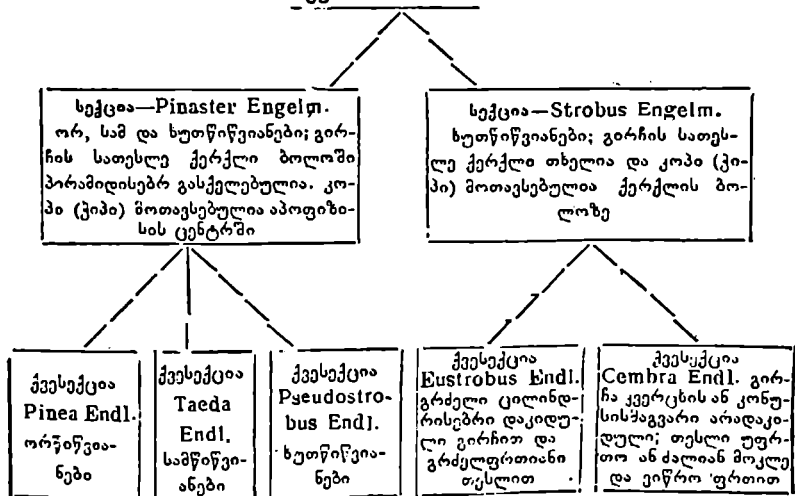 სექცია—Pinaster Engelm.
ორ, სამ და ხუთწიწვიანები; გირ-
ჩის სათესლე ქერქლი ბოლოში
პირამიდისებრ გასქელებულია. კო-
პი (ჭიპი) მოთავსებულია აპოფიზი-
სის ცენტრში
სექცია—Strobus Engelm.
ხუთწიწვიანები; გირჩის სათეს-
ლე ქერქლი თხელია და კოპი (ჭი-
პი) მოთავსებულია ქერქლის ბო-
ლოზე
ქვესექცია
Pinea Endl.
ორწიწვია-
ნები
ქვესექცია
Taeda
Endl.
სამწიწვი-
ანები
ქვესექცია
Pseudostro-
bus Endl.
ხუთწიწვია-
ნები
ქვესექცია
Eustrobus Endl.
გრძელი ცილინდ-
რისებრი დაკიდუ-
ლი გირჩით და
გრძელფრთიანი
თესლით
ქვესექცია
Cembra Endl. გირ-
ჩა კვერცხის ან კონუ-
სისმაგვარი არადაკი-
დული; თესლი უფრ-
თო ან ძალიან მოკლე
და ვიწრო ფრთით